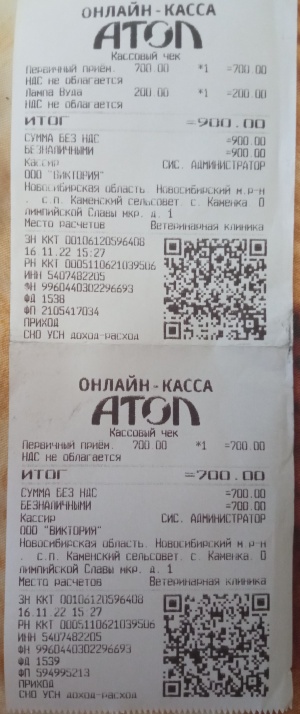 ОНЛАЙН-КАССА
АТОЛ
Кассовый чек
Первичный приём. 700.00 *1 =700.00
НДС не облагается
Лампа Вуда 200.00 *1 =200.00
НДС не облагается
ИТОГ =900.00
СУММА БЕЗ НДС =900.00
БЕЗНАЛИЧНЫМИ =900.00
Кассир СИС. АДМИНИСТРАТОР
ООО "ВИКТОРИЯ"
Новосибирская область. Новосибирский м.р-н
. с.п. Каменский сельсовет. с. Каменка. О
лимпийской Славы мкр. д. 1
Место расчетов Ветеринарная клиника
ЗН ККТ 00106120596408
16.11.22 15:27
РН ККТ 0005110621039506
ИНН 5407482205
ФН 9960440302296693
ФД 1538
ФП 2105417034
ПРИХОД
СНО УСН доход-расход
ОНЛАЙН-КАССА
АТОЛ
Кассовый чек
Первичный приём. 700.00 *1 =700.00
НДС не облагается
ИТОГ =700.00
СУММА БЕЗ НДС =700.00
БЕЗНАЛИЧНЫМИ =700.00
Кассир СИС. АДМИНИСТРАТОР
ООО "ВИКТОРИЯ"
Новосибирская область. Новосибирский м.р-н
. с.п. Каменский сельсовет. с. Каменка. О
лимпийской Славы мкр. д. 1
Место расчетов Ветеринарная клиника
ЗН ККТ 00106120596408
16.11.22 15:27
РН ККТ 0005110621039506
ИНН 5407482205
ФН 9960440302296693
ФД 1539
ФП 594995213
ПРИХОД
СНО УСН доход-расход